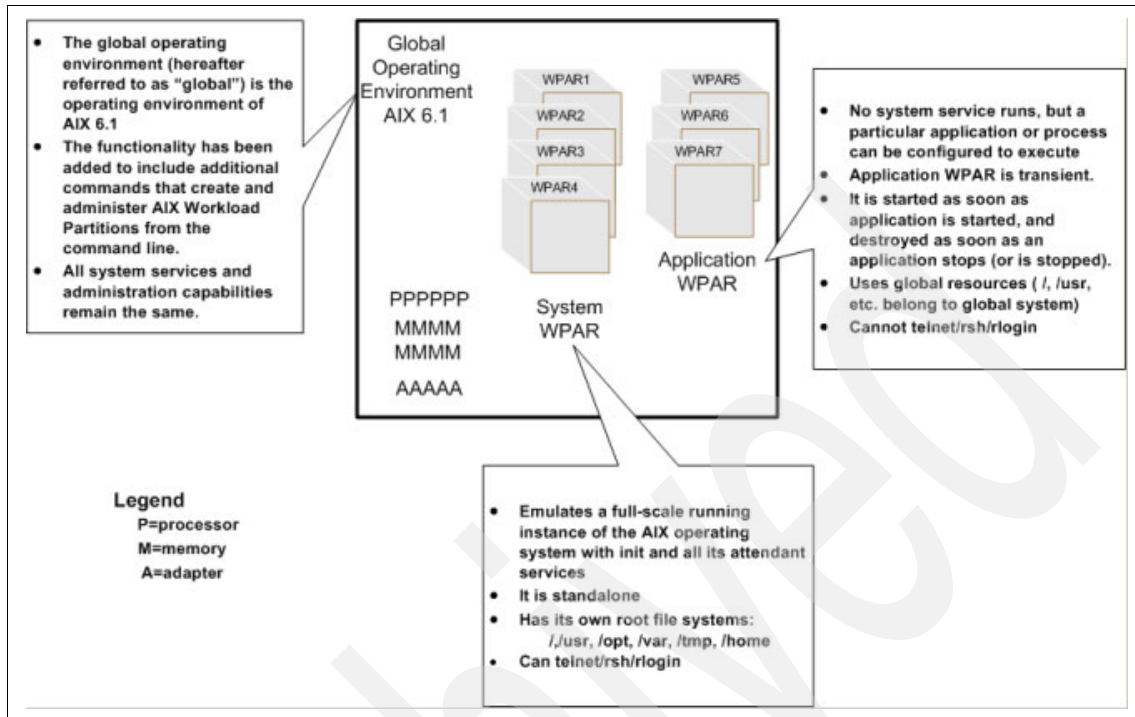 • The global operating
environment (hereafter
referred to as “global”) is the
operating environment of
AIX 6.1
• The functionality has been
added to include additional
commands that create and
administer AIX Workload
Partitions from the
command line.
• All system services and
administration capabilities
remain the same.
Global
Operating
Environment
AIX 6.1
WPAR1
WPAR2
WPAR3
WPAR4
WPAR5
WPAR6
WPAR7
System
WPAR
Application
WPAR
PPPPPP
MMMM
MMMM
AAAAA
• No system service runs, but a
particular application or process
can be configured to execute
• Application WPAR is transient.
• It is started as soon as
application is started, and
destroyed as soon as an
application stops (or is stopped).
• Uses global resources ( /, /usr,
etc. belong to global system)
• Cannot telnet/rsh/rlogin
Legend
P=processor
M=memory
A=adapter
• Emulates a full-scale running
instance of the AIX operating
system with init and all its attendant
services
• It is standalone
• Has its own root file systems:
/,/usr, /opt, /var, /tmp, /home
• Can telnet/rsh/rlogin